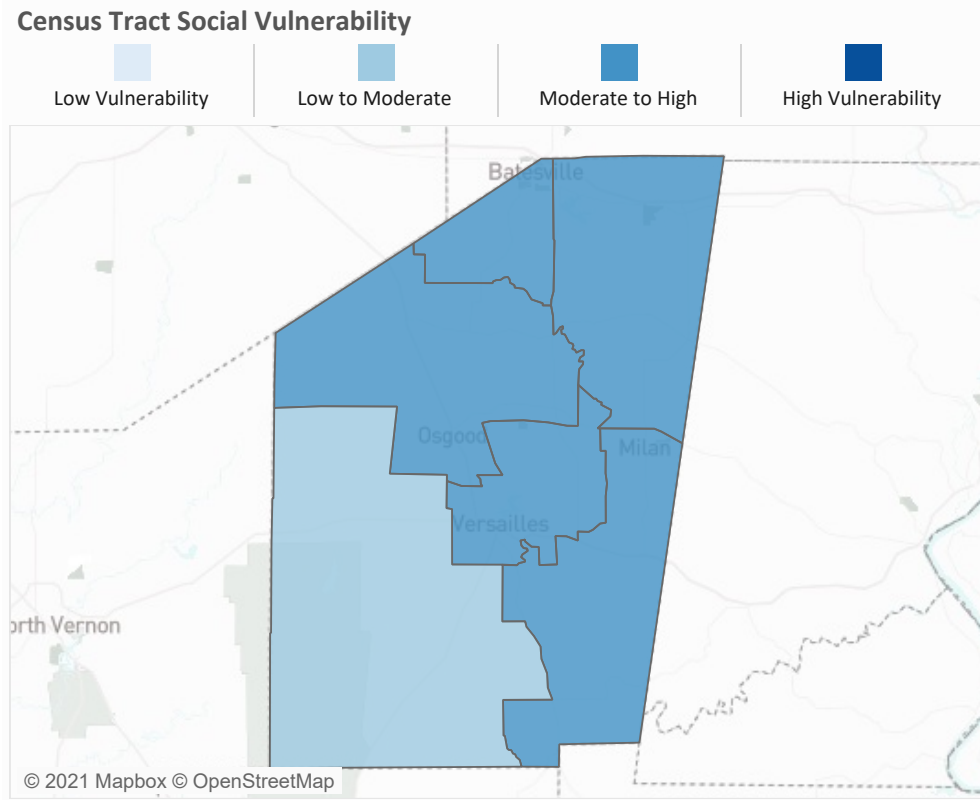 Census Tract Social Vulnerability
Low Vulnerability
Low to Moderate
Moderate to High
High Vulnerability
Batesville
Osgood
Milan
Versailles
orth Vernon
© 2021 Mapbox © OpenStreetMap